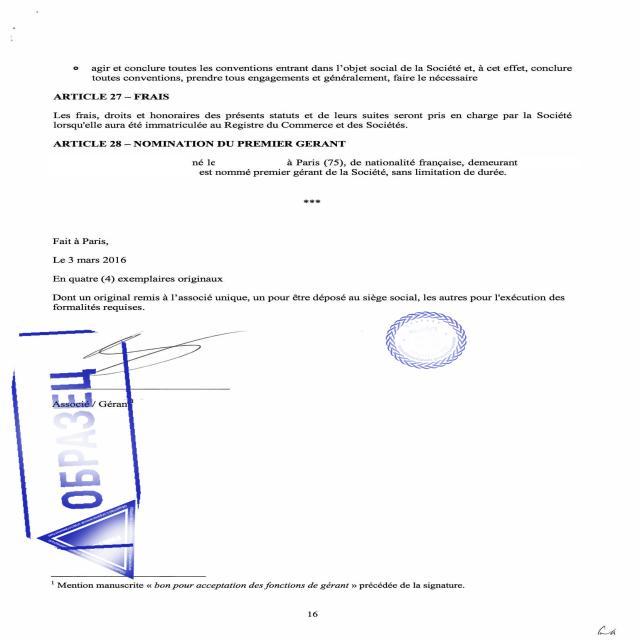 agir et conclure toutes les conventions entrant dans l'objet social de la Société et, à cet effet, conclure
toutes conventions, prendre tous engagements et généralement, faire le nécessaire
ARTICLE 27 – FRAIS
Les frais, droits et honoraires des présents statuts et de leurs suites seront pris en charge par la Société
lorsqu'elle aura été immatriculée au Registre du Commerce et des Sociétés.
ARTICLE 28 – NOMINATION DU PREMIER GERANT
né le à Paris (75), de nationalité française, demeurant
est nommé premier gérant de la Société, sans limitation de durée.
***
Fait à Paris,
Le 3 mars 2016
En quatre (4) exemplaires originaux
Dont un original remis à l'associé unique, un pour être déposé au siège social, les autres pour l'exécution des
formalités requises.
Associé / Gérant¹
ОБРАЗЕЦ
¹ Mention manuscrite « bon pour acceptation des fonctions de gérant » précédée de la signature.
16